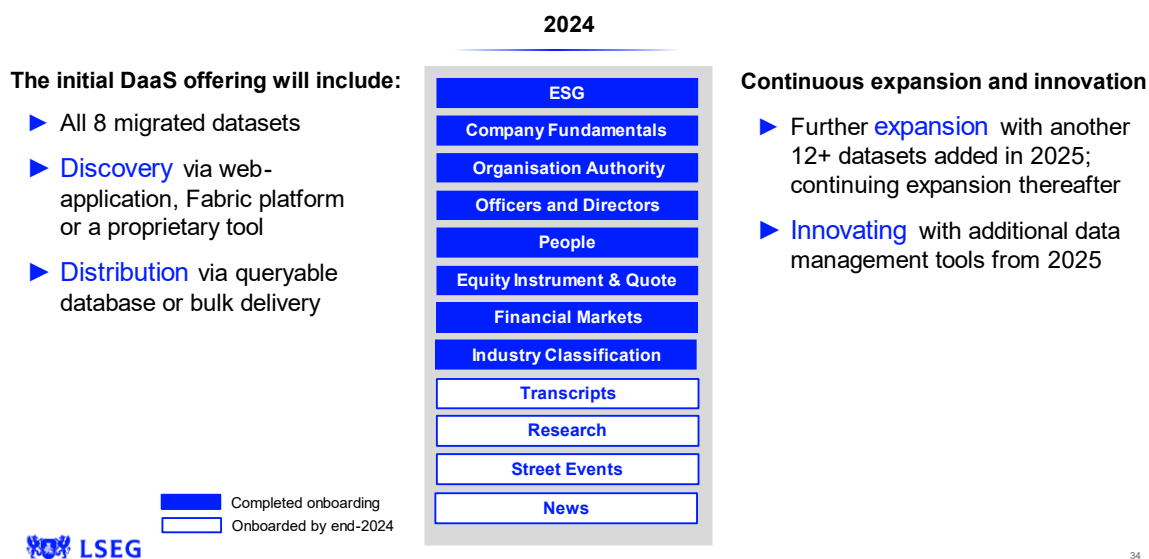 2024
The initial DaaS offering will include:
► All 8 migrated datasets
► Discovery via web-
application, Fabric platform
or a proprietary tool
► Distribution via queryable
database or bulk delivery
ESG
Company Fundamentals
Organisation Authority
Officers and Directors
People
Equity Instrument & Quote
Financial Markets
Industry Classification
Transcripts
Research
Street Events
News
Continuous expansion and innovation
► Further expansion with another
12+ datasets added in 2025;
continuing expansion thereafter
► Innovating with additional data
management tools from 2025
Completed onboarding
Onboarded by end-2024
LSEG
34